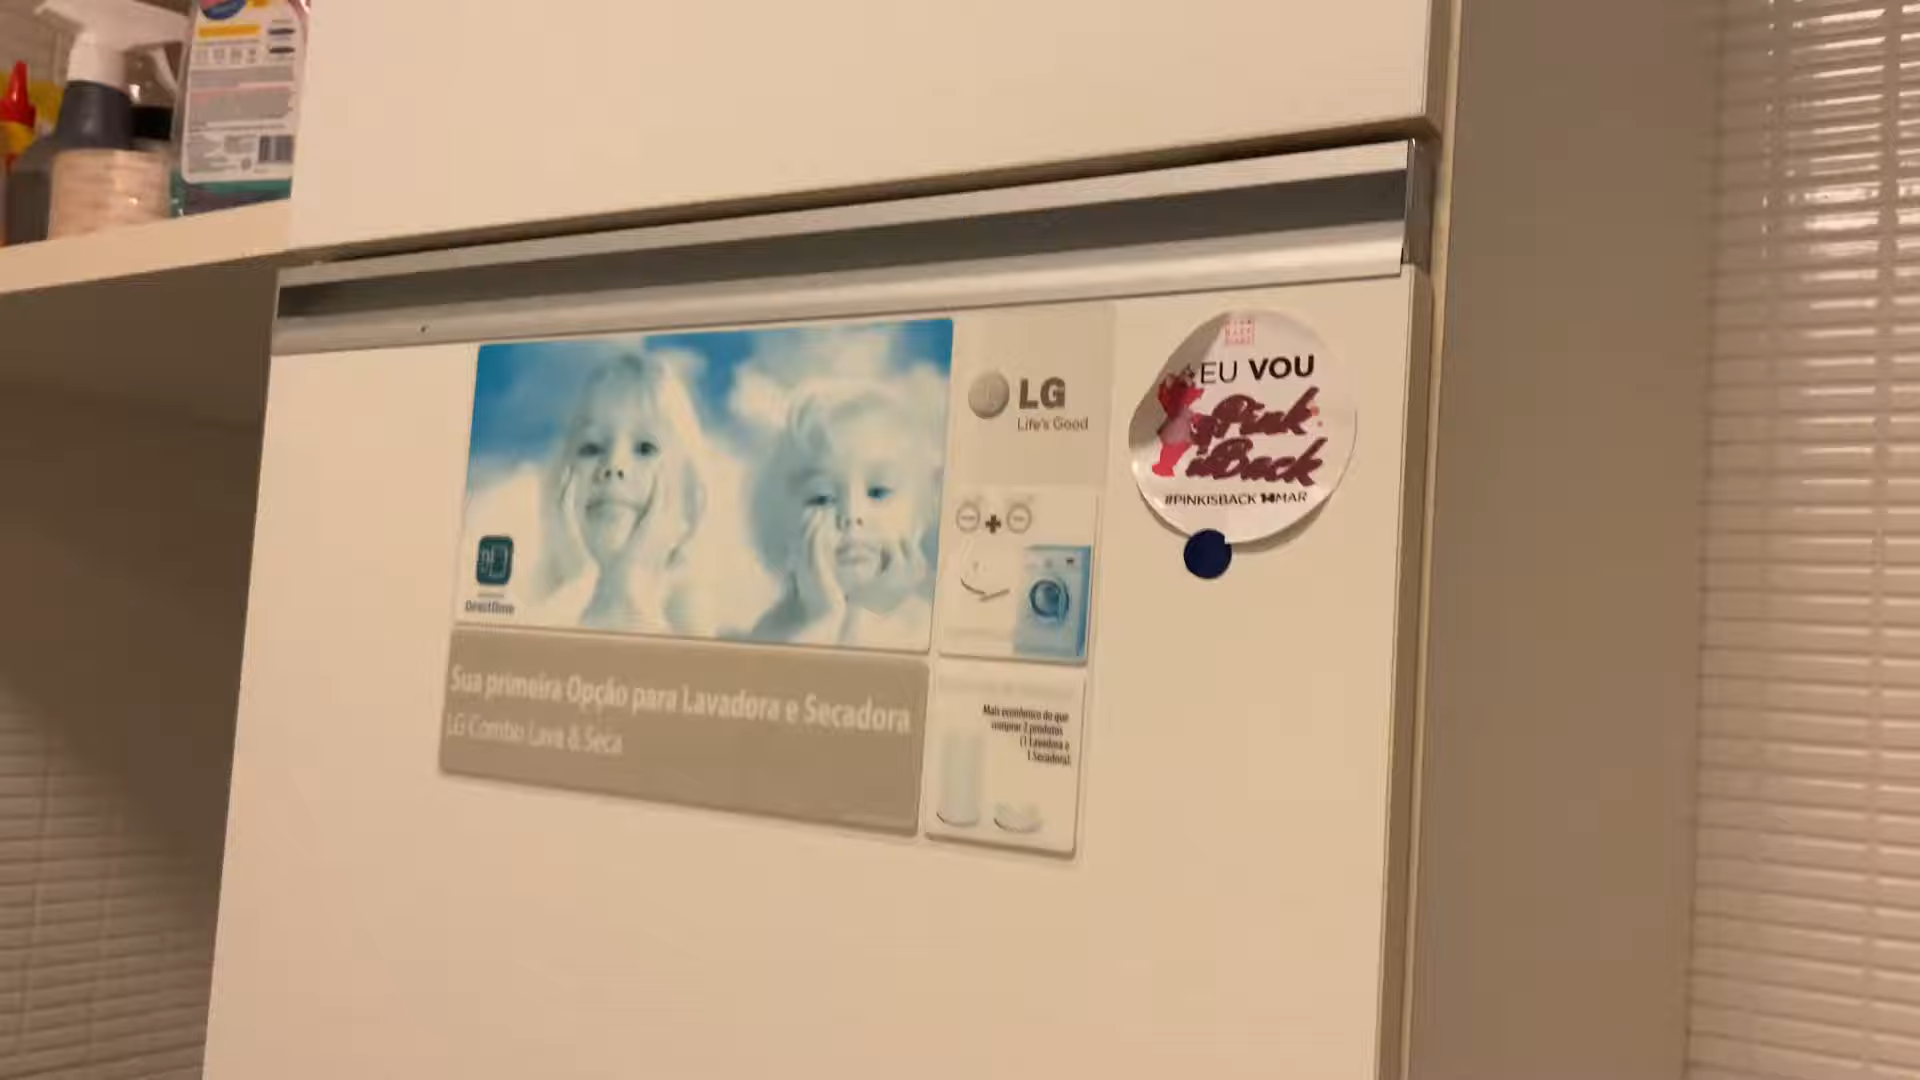 LG
Life's Good
EU VOU
Pink
is Back
#PINKISBACK 14MAR
DirectDrive
Sua primeira Opção para Lavadora e Secadora
LG Combo Lava & Seca
Mais econômico do que
comprar 2 produtos
(1 Lavadora e
1 Secadora)